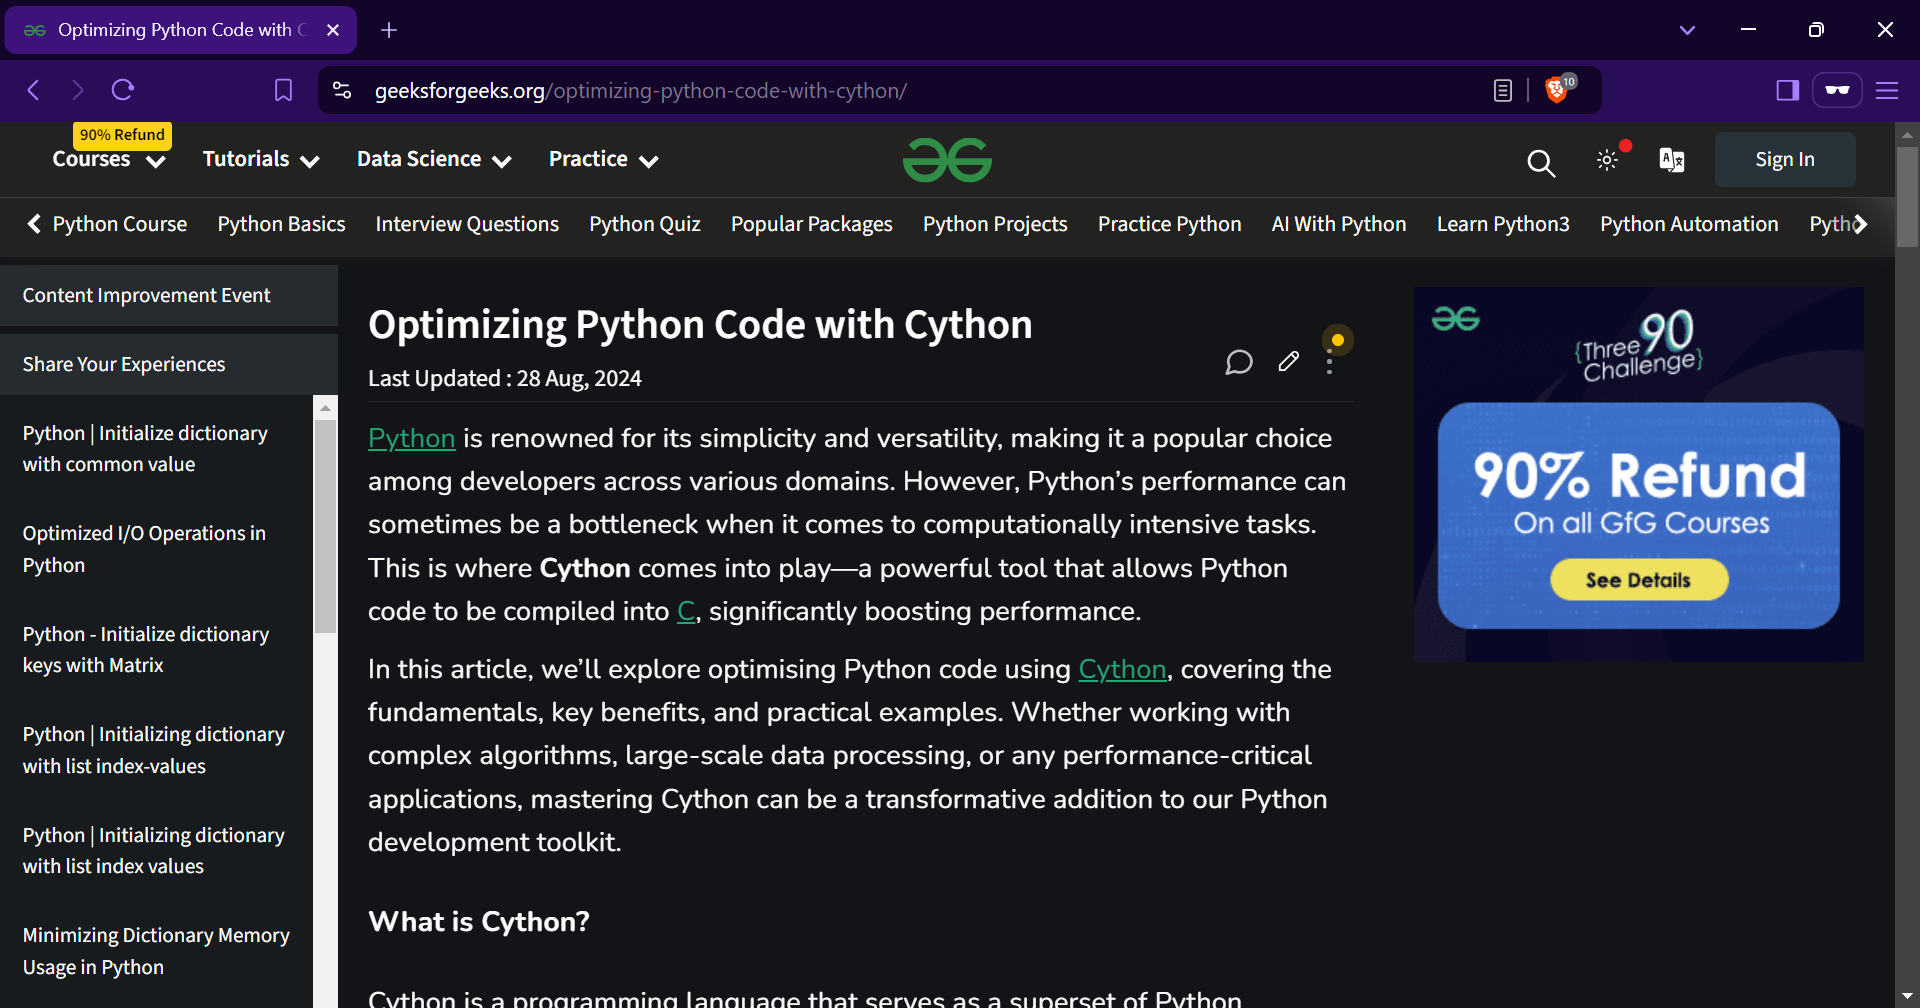 Optimizing Python Code with C
geeksforgeeks.org/optimizing-python-code-with-cython/
10
90% Refund
Courses
Tutorials
Data Science
Practice
Sign In
Python Course
Python Basics
Interview Questions
Python Quiz
Popular Packages
Python Projects
Practice Python
AI With Python
Learn Python3
Python Automation
Pytho
Content Improvement Event
Share Your Experiences
Python | Initialize dictionary
with common value
Optimized I/O Operations in
Python
Python - Initialize dictionary
keys with Matrix
Python | Initializing dictionary
with list index-values
Python | Initializing dictionary
with list index values
Minimizing Dictionary Memory
Usage in Python
Optimizing Python Code with Cython
Last Updated : 28 Aug, 2024
Python is renowned for its simplicity and versatility, making it a popular choice
among developers across various domains. However, Python’s performance can
sometimes be a bottleneck when it comes to computationally intensive tasks.
This is where Cython comes into play—a powerful tool that allows Python
code to be compiled into C, significantly boosting performance.
In this article, we’ll explore optimising Python code using Cython, covering the
fundamentals, key benefits, and practical examples. Whether working with
complex algorithms, large-scale data processing, or any performance-critical
applications, mastering Cython can be a transformative addition to our Python
development toolkit.
What is Cython?
Cython is a programming language that serves as a superset of Python,
{Three 90
Challenge}
90% Refund
On all GfG Courses
See Details